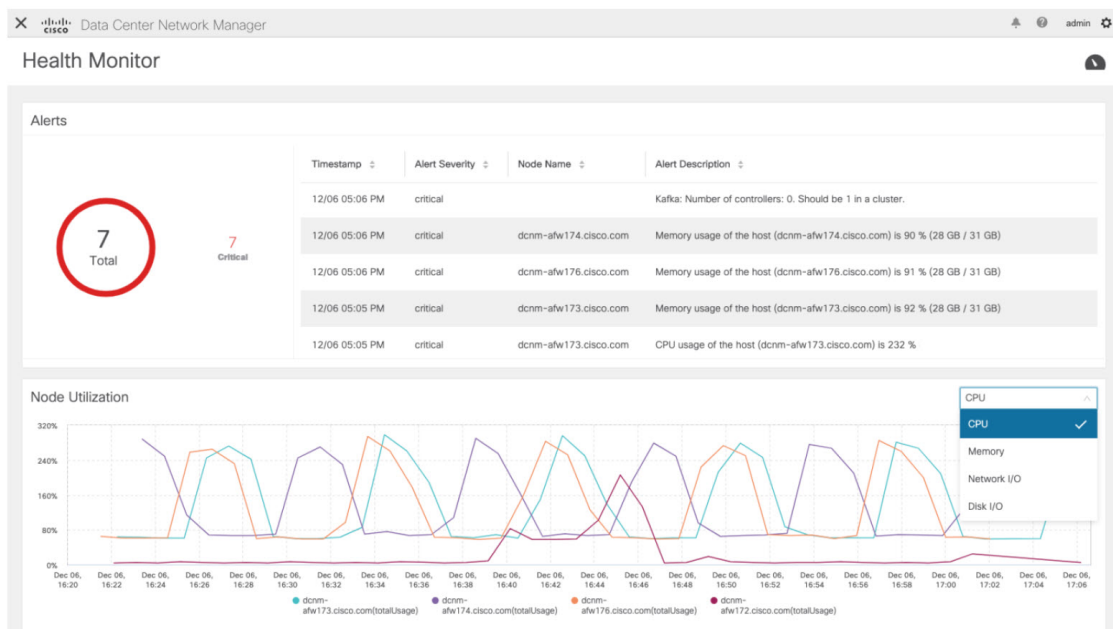 CISCO Data Center Network Manager admin
Health Monitor
Alerts
Timestamp Alert Severity Node Name Alert Description
7
Total
7
Critical
12/06 05:06 PM critical Kafka: Number of controllers: 0. Should be 1 in a cluster.
12/06 05:06 PM critical dcnm-afw174.cisco.com Memory usage of the host (dcnm-afw174.cisco.com) is 90 % (28 GB / 31 GB)
12/06 05:06 PM critical dcnm-afw176.cisco.com Memory usage of the host (dcnm-afw176.cisco.com) is 91 % (28 GB / 31 GB)
12/06 05:05 PM critical dcnm-afw173.cisco.com Memory usage of the host (dcnm-afw173.cisco.com) is 92 % (28 GB / 31 GB)
12/06 05:05 PM critical dcnm-afw173.cisco.com CPU usage of the host (dcnm-afw173.cisco.com) is 232 %
Node Utilization
CPU
CPU
Memory
Network I/O
Disk I/O
320%
240%
160%
80%
0%
Dec 06, Dec 06, Dec 06, Dec 06, Dec 06, Dec 06, Dec 06, Dec 06, Dec 06, Dec 06, Dec 06, Dec 06, Dec 06, Dec 06, Dec 06, Dec 06, Dec 06, Dec 06, Dec 06, Dec 06, Dec 06, Dec 06, Dec 06, Dec 06,
16:20 16:22 16:24 16:26 16:28 16:30 16:32 16:34 16:36 16:38 16:40 16:42 16:44 16:46 16:48 16:50 16:52 16:54 16:56 16:58 17:00 17:02 17:04 17:06
dcnm- dcnm- dcnm- dcnm-
afw173.cisco.com(totalUsage) afw174.cisco.com(totalUsage) afw176.cisco.com(totalUsage) afw172.cisco.com(totalUsage)